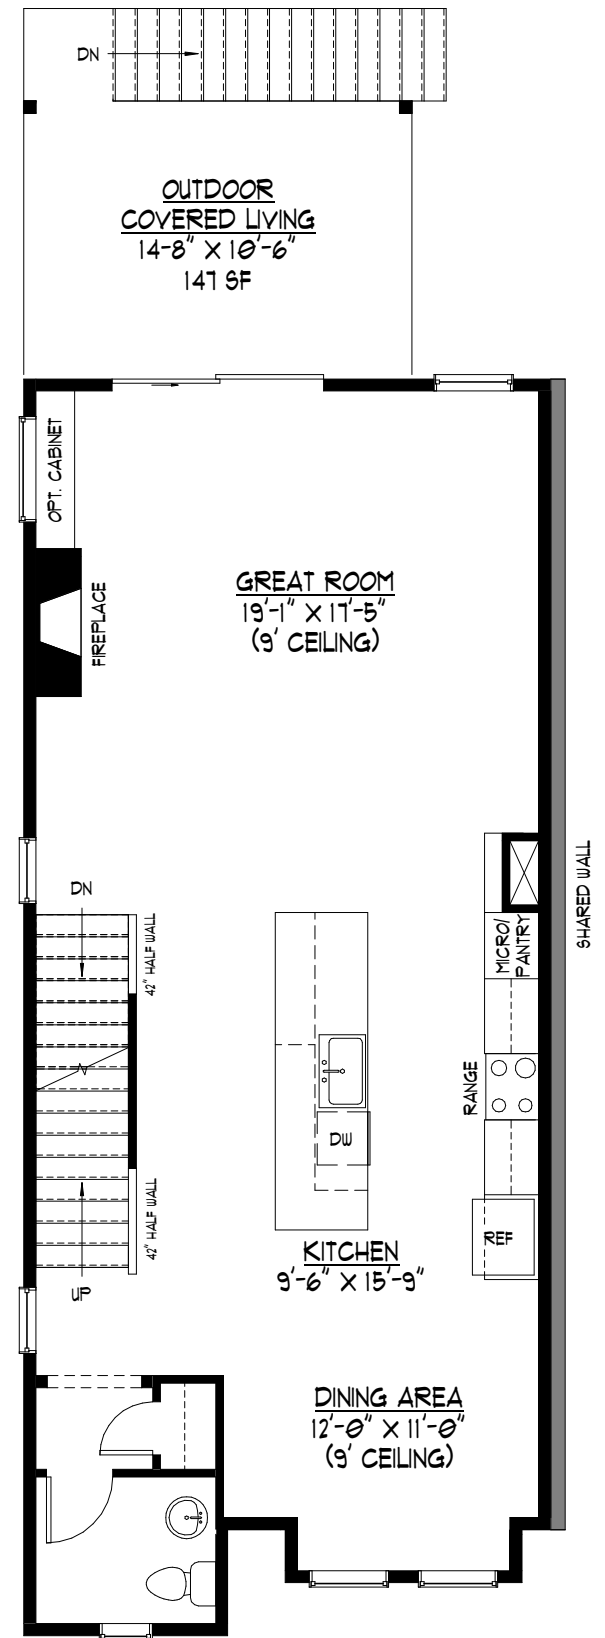 DN
OUTDOOR
COVERED LIVING
14-8" X 10'-6"
147 SF
OPT. CABINET
FIREPLACE
GREAT ROOM
19'-1" X 17'-5"
(9' CEILING)
SHARED WALL
DN
42" HALF WALL
MICRO/
PANTRY
RANGE
DW
42" HALF WALL
UP
REF
KITCHEN
9'-6" X 15'-9"
DINING AREA
12'-0" X 11'-0"
(9' CEILING)